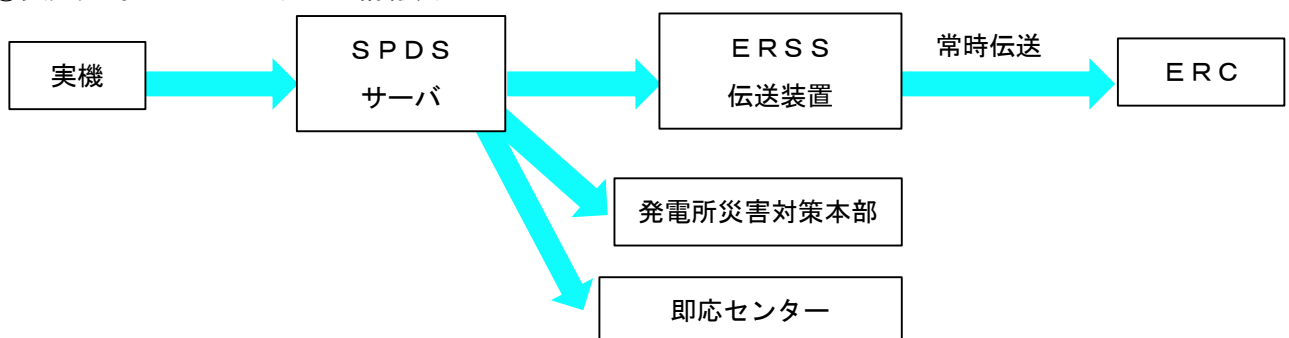 実機
ＳＰＤＳ
サーバ
ＥＲＳＳ
伝送装置
常時伝送
ＥＲＣ
発電所災害対策本部
即応センター